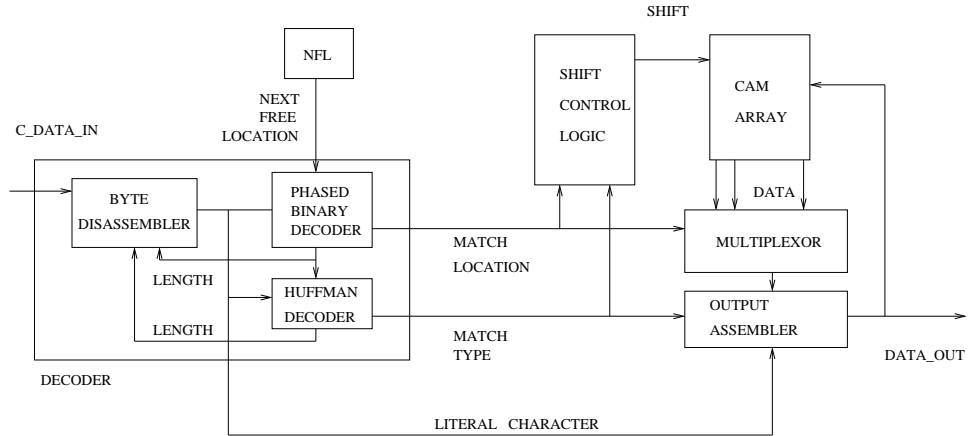 SHIFT
NFL
SHIFT
CONTROL
LOGIC
CAM
ARRAY
NEXT
FREE
LOCATION
C_DATA_IN
BYTE
DISASSEMBLER
PHASED
BINARY
DECODER
DATA
MULTIPLEXOR
MATCH
LOCATION
LENGTH
HUFFMAN
DECODER
OUTPUT
ASSEMBLER
LENGTH
MATCH
TYPE
DATA_OUT
DECODER
LITERAL CHARACTER